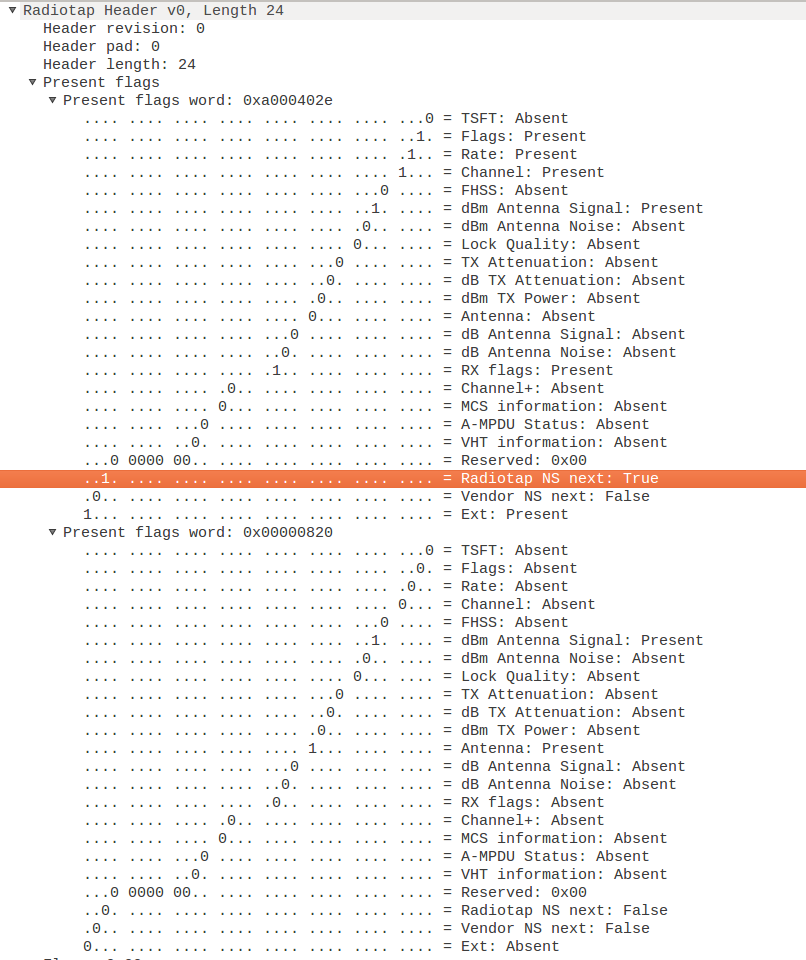 Radiotap Header v0, Length 24
Header revision: 0
Header pad: 0
Header length: 24
Present flags
Present flags word: 0xa000402e
.... .... .... .... .... .... .... ...0 = TSFT: Absent
.... .... .... .... .... .... .... ..1. = Flags: Present
.... .... .... .... .... .... .... .1.. = Rate: Present
.... .... .... .... .... .... .... 1... = Channel: Present
.... .... .... .... .... .... ...0 .... = FHSS: Absent
.... .... .... .... .... .... ..1. .... = dBm Antenna Signal: Present
.... .... .... .... .... .... .0.. .... = dBm Antenna Noise: Absent
.... .... .... .... .... .... 0... .... = Lock Quality: Absent
.... .... .... .... .... ...0 .... .... = TX Attenuation: Absent
.... .... .... .... .... ..0. .... .... = dB TX Attenuation: Absent
.... .... .... .... .... .0.. .... .... = dBm TX Power: Absent
.... .... .... .... .... 0... .... .... = Antenna: Absent
.... .... .... .... ...0 .... .... .... = dB Antenna Signal: Absent
.... .... .... .... ..0. .... .... .... = dB Antenna Noise: Absent
.... .... .... .... .1.. .... .... .... = RX flags: Present
.... .... .... .0.. .... .... .... .... = Channel+: Absent
.... .... .... 0... .... .... .... .... = MCS information: Absent
.... .... ...0 .... .... .... .... .... = A-MPDU Status: Absent
.... .... ..0. .... .... .... .... .... = VHT information: Absent
...0 0000 00.. .... .... .... .... .... = Reserved: 0x00
..1. .... .... .... .... .... .... .... = Radiotap NS next: True
.0.. .... .... .... .... .... .... .... = Vendor NS next: False
1... .... .... .... .... .... .... .... = Ext: Present
Present flags word: 0x00000820
.... .... .... .... .... .... .... ...0 = TSFT: Absent
.... .... .... .... .... .... .... ..0. = Flags: Absent
.... .... .... .... .... .... .... .0.. = Rate: Absent
.... .... .... .... .... .... .... 0... = Channel: Absent
.... .... .... .... .... .... ...0 .... = FHSS: Absent
.... .... .... .... .... .... ..1. .... = dBm Antenna Signal: Present
.... .... .... .... .... .... .0.. .... = dBm Antenna Noise: Absent
.... .... .... .... .... .... 0... .... = Lock Quality: Absent
.... .... .... .... .... ...0 .... .... = TX Attenuation: Absent
.... .... .... .... .... ..0. .... .... = dB TX Attenuation: Absent
.... .... .... .... .... .0.. .... .... = dBm TX Power: Absent
.... .... .... .... .... 1... .... .... = Antenna: Present
.... .... .... .... ...0 .... .... .... = dB Antenna Signal: Absent
.... .... .... .... ..0. .... .... .... = dB Antenna Noise: Absent
.... .... .... .... .0.. .... .... .... = RX flags: Absent
.... .... .... .0.. .... .... .... .... = Channel+: Absent
.... .... .... 0... .... .... .... .... = MCS information: Absent
.... .... ...0 .... .... .... .... .... = A-MPDU Status: Absent
.... .... ..0. .... .... .... .... .... = VHT information: Absent
...0 0000 00.. .... .... .... .... .... = Reserved: 0x00
..0. .... .... .... .... .... .... .... = Radiotap NS next: False
.0.. .... .... .... .... .... .... .... = Vendor NS next: False
0... .... .... .... .... .... .... .... = Ext: Absent